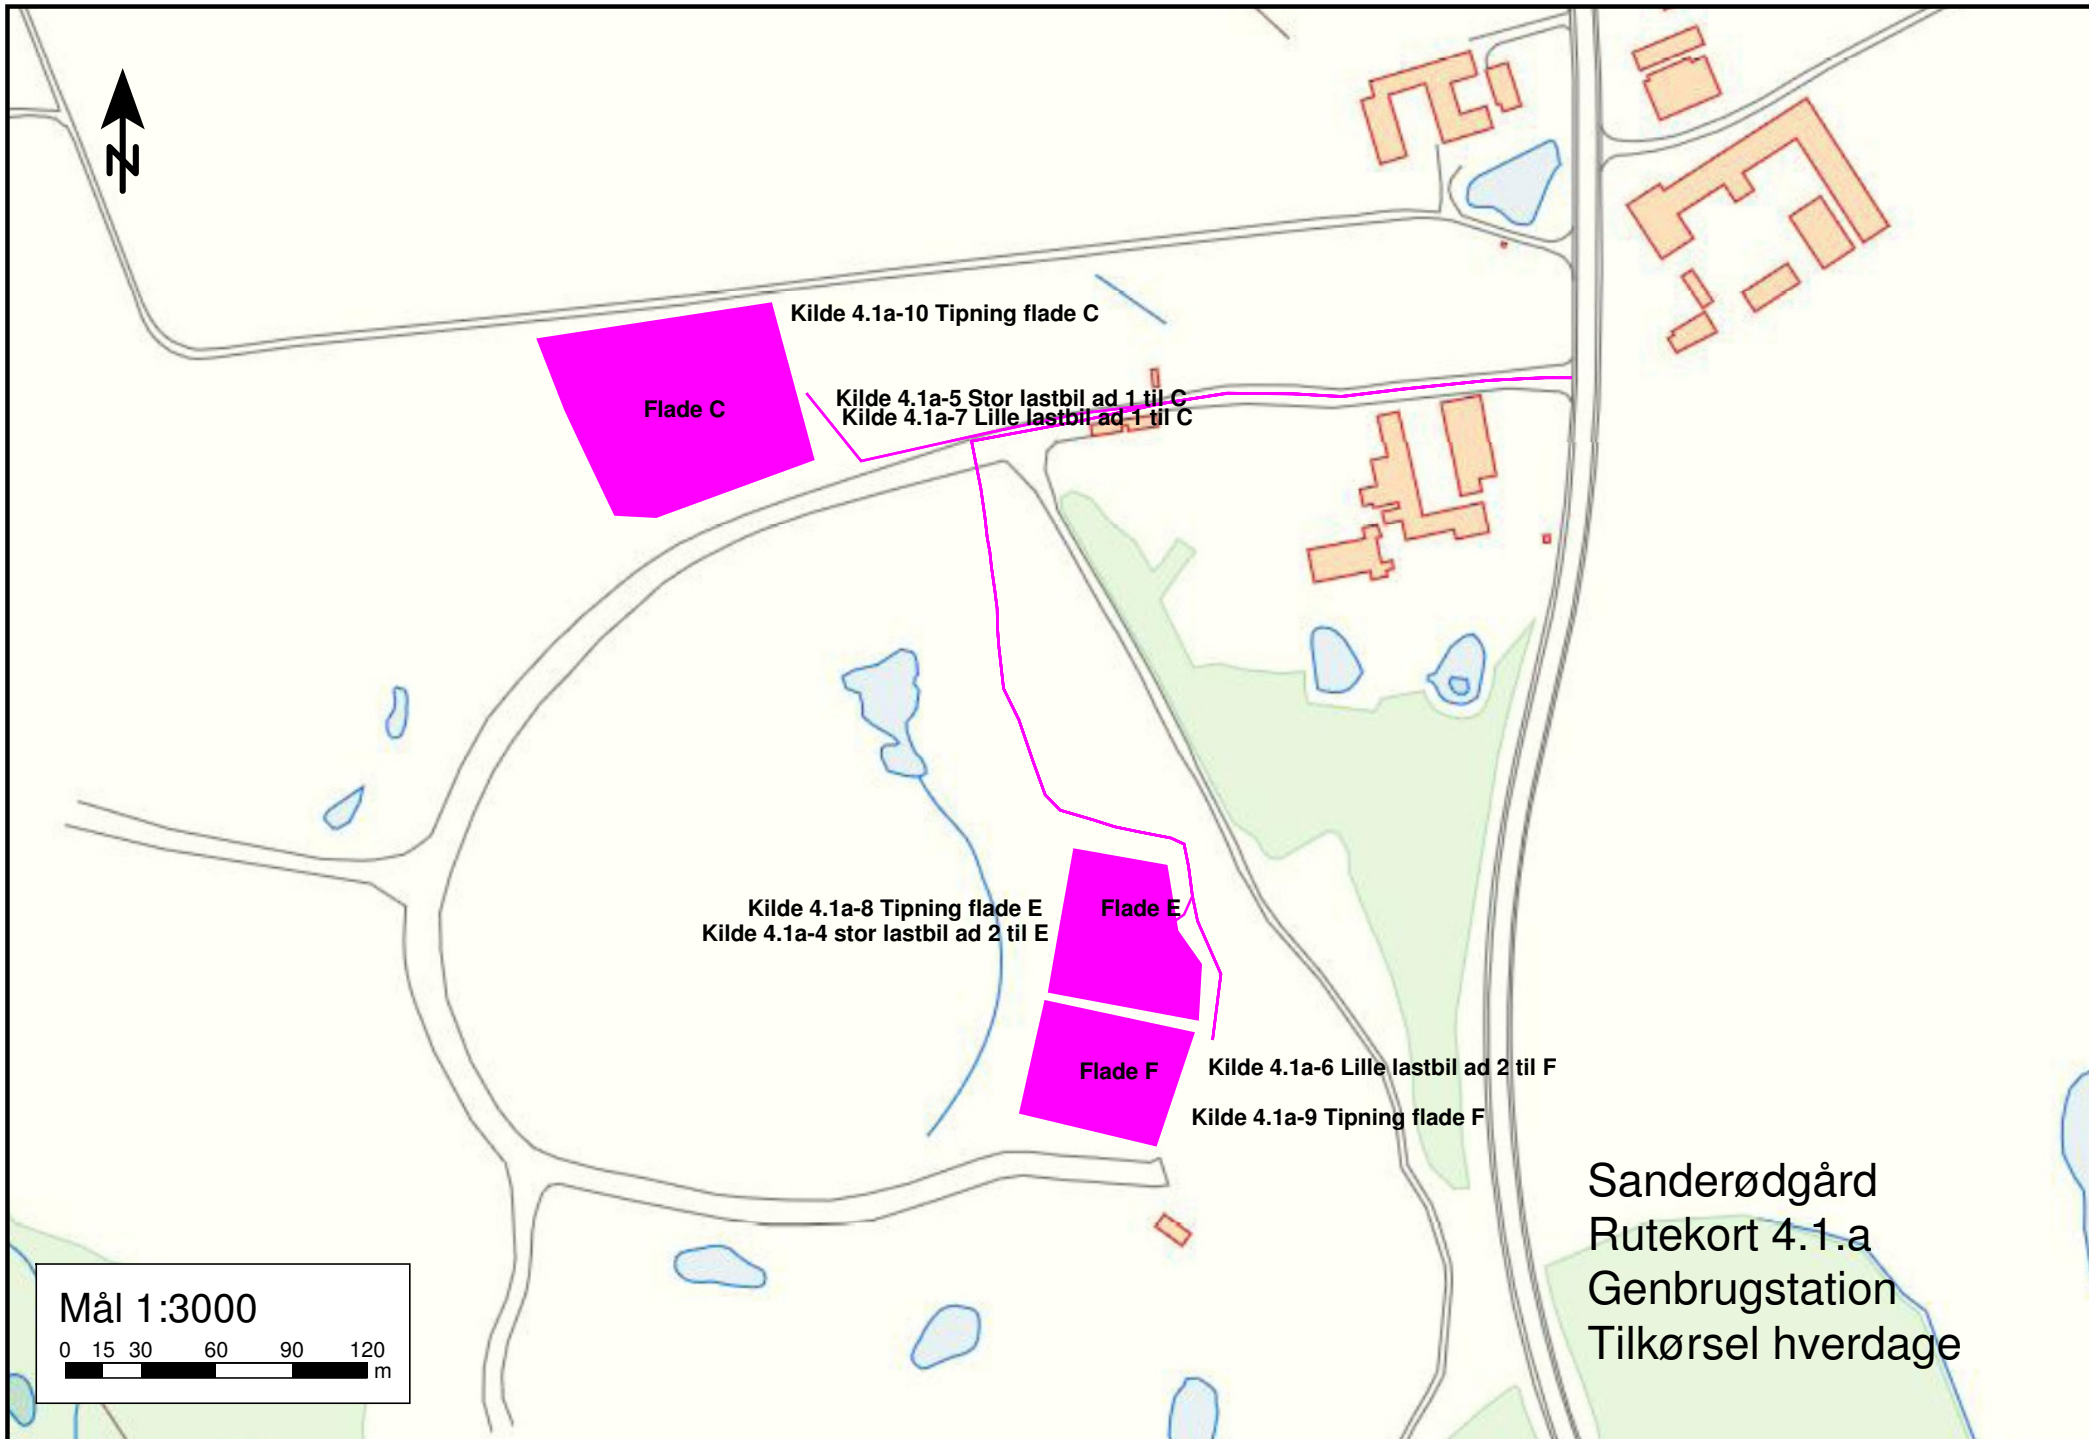 N
Kilde 4.1a-10 Tipning flade C
Kilde 4.1a-5 Stor lastbil ad 1 til C
Flade C
Kilde 4.1a-7 Lille lastbil ad 1 til C
Kilde 4.1a-8 Tipning flade E
Flade E
Kilde 4.1a-4 stor lastbil ad 2 til E
Flade F
Kilde 4.1a-6 Lille lastbil ad 2 til F
Kilde 4.1a-9 Tipning flade F
Sanderødgård
Rutekort 4.1.a
Genbrugstation
Tilkørsel hverdage
Mål 1:3000
0 15 30 60 90 120
m